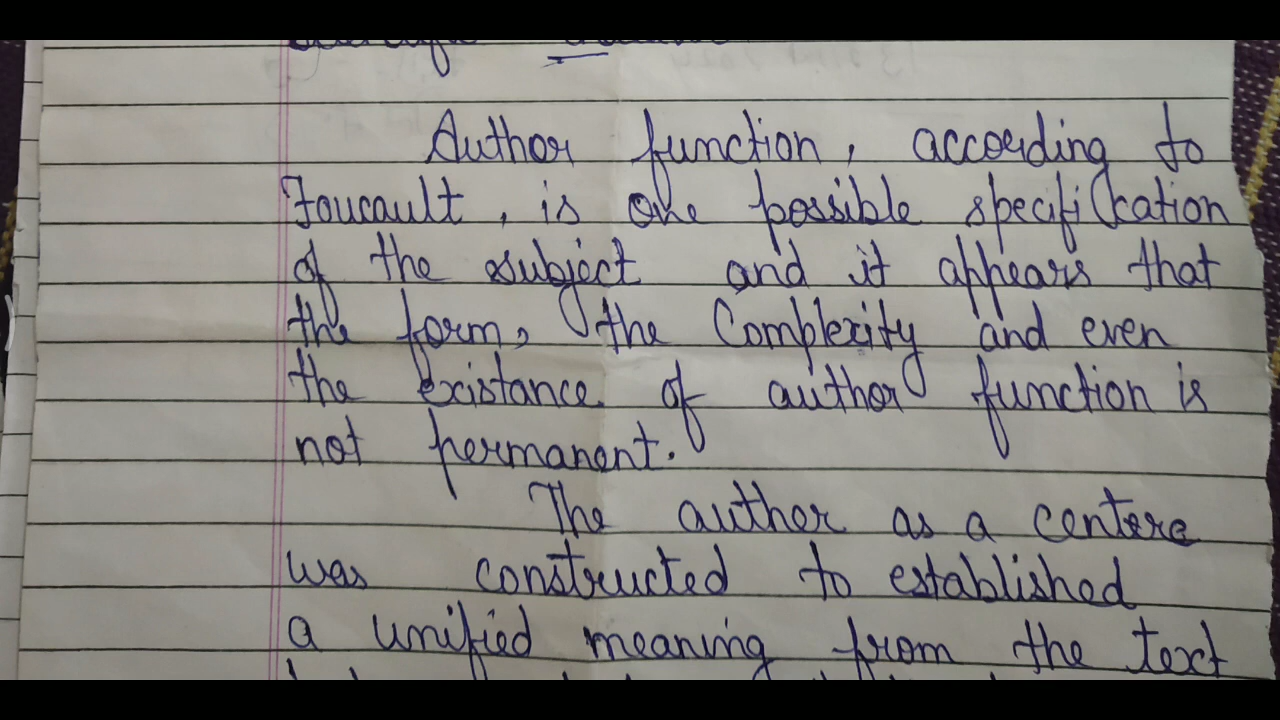 Author function, according to
Foucault, is one possible specification
of the subject and it appears that
the form, the Complexity and even
the existance of author function is
not permanent.
The author as a centere
was constructed to established
a unified meaning from the text